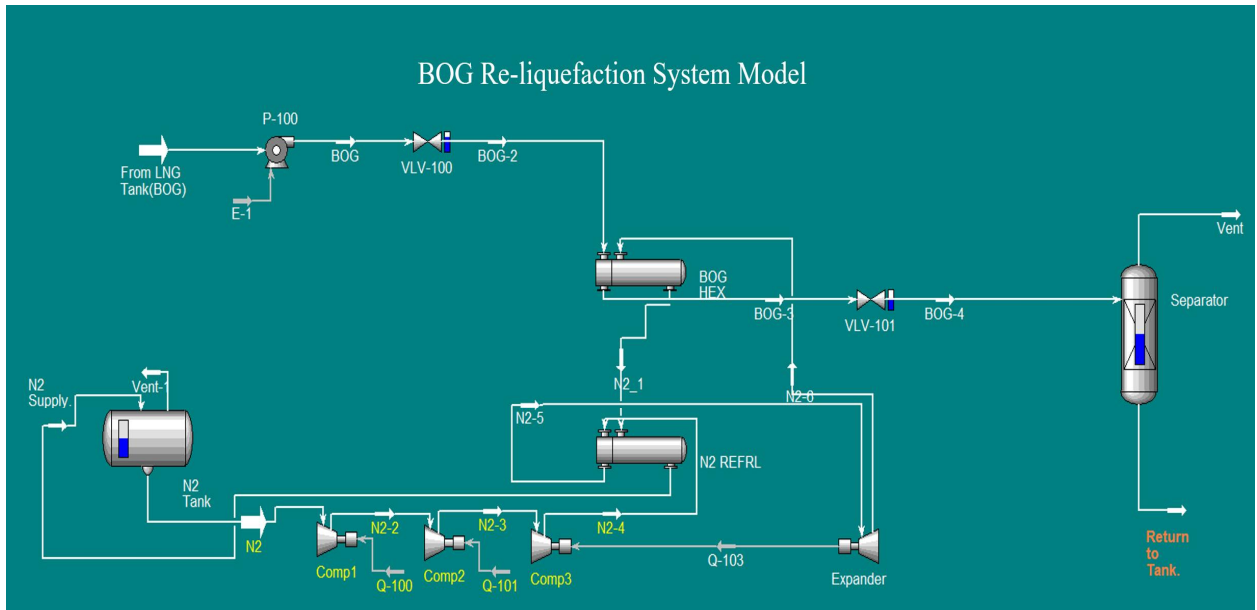 BOG Re-liquefaction System Model
P-100
From LNG
Tank(BOG)
E-1
BOG
VLV-100
BOG-2
BOG
HEX
BOG-3
VLV-101
BOG-4
Vent
Separator
N2_1
N2-6
N2-5
N2
Supply.
Vent-1
N2
Tank
N2 REFRL
N2
N2-2
N2-3
N2-4
Comp1
Q-100
Comp2
Q-101
Comp3
Q-103
Expander
Return
to
Tank.